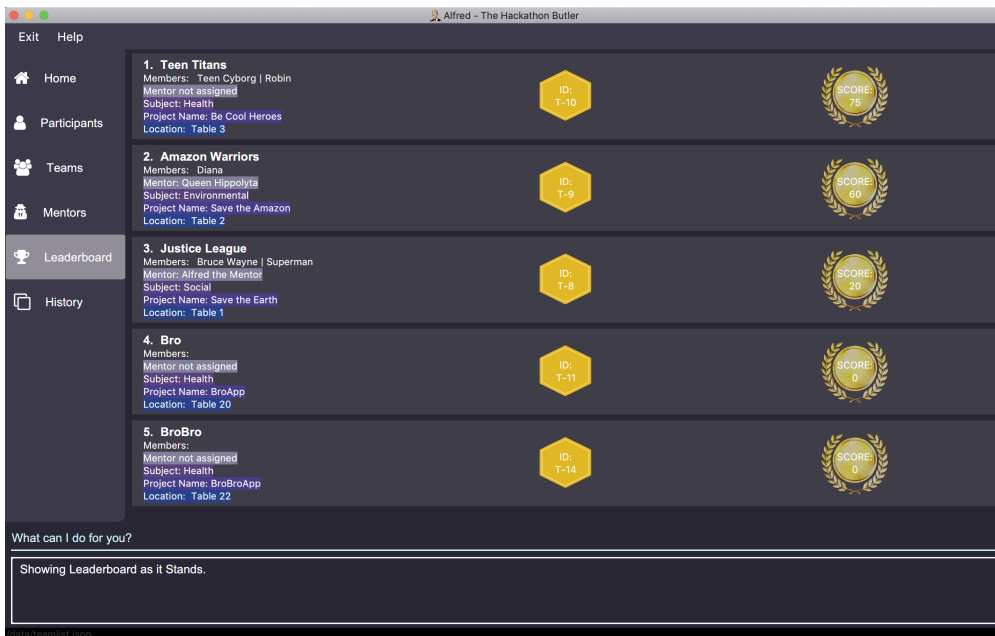 Alfred - The Hackathon Butler
Exit Help
Home
Participants
Teams
Mentors
Leaderboard
History
1. Teen Titans
Members: Teen Cyborg | Robin
Mentor not assigned
Subject: Health
Project Name: Be Cool Heroes
Location: Table 3
ID:
T-10
SCORE:
75
2. Amazon Warriors
Members: Diana
Mentor: Queen Hippolyta
Subject: Environmental
Project Name: Save the Amazon
Location: Table 2
ID:
T-9
SCORE:
60
3. Justice League
Members: Bruce Wayne | Superman
Mentor: Alfred the Mentor
Subject: Social
Project Name: Save the Earth
Location: Table 1
ID:
T-8
SCORE:
20
4. Bro
Members:
Mentor not assigned
Subject: Health
Project Name: BroApp
Location: Table 20
ID:
T-11
SCORE:
0
5. BroBro
Members:
Mentor not assigned
Subject: Health
Project Name: BroBroApp
Location: Table 22
ID:
T-14
SCORE:
0
What can I do for you?
Showing Leaderboard as it Stands.
/data/teamlist.json